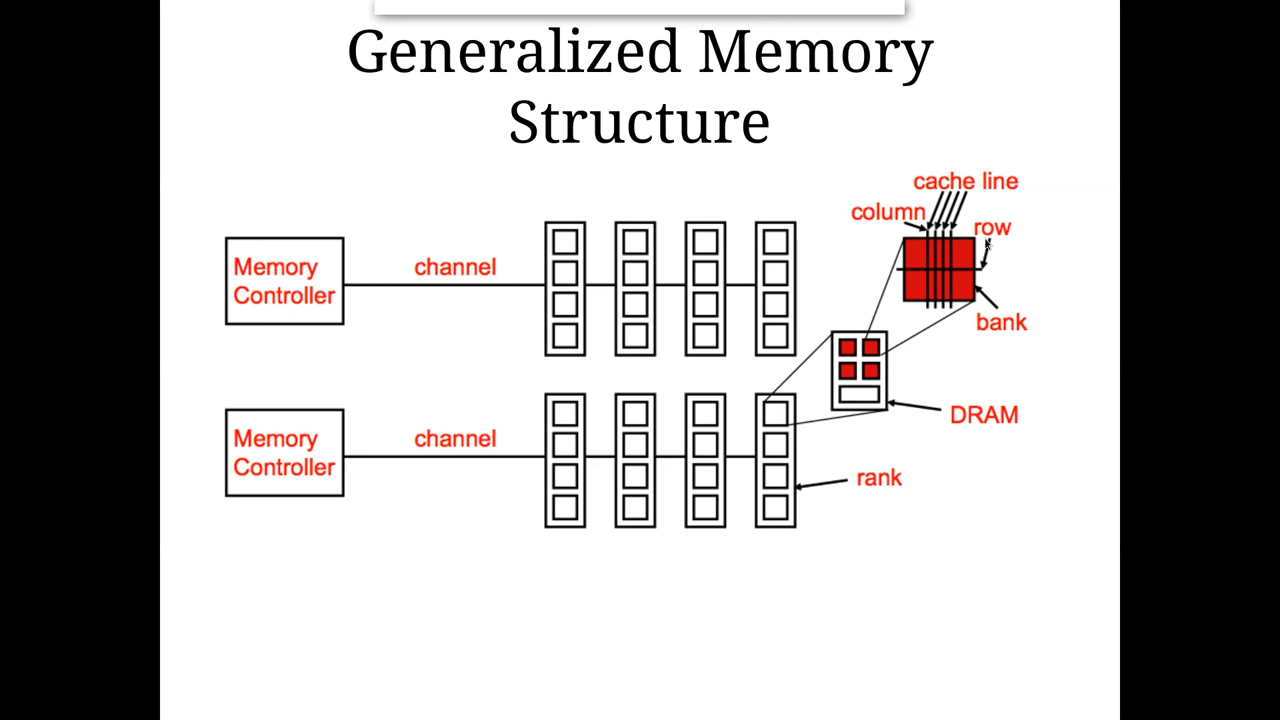 Generalized Memory
Structure
cache line
column
row
Memory
Controller
channel
bank
DRAM
Memory
Controller
channel
rank